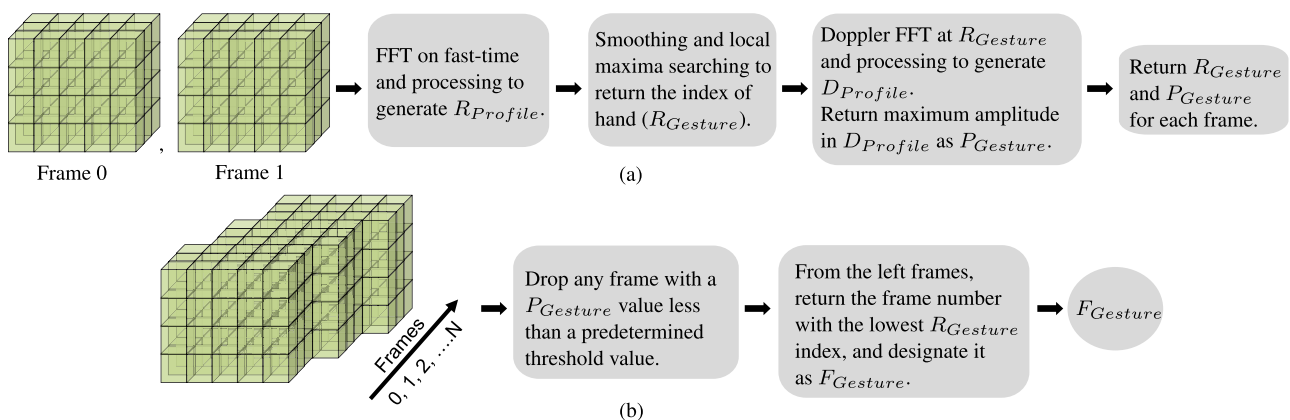 FFT on fast-time
and processing to
generate R_Profile.
Smoothing and local
maxima searching to
return the index of
hand (R_Gesture).
Doppler FFT at R_Gesture
and processing to generate
D_Profile.
Return maximum amplitude
in D_Profile as P_Gesture.
Return R_Gesture
and P_Gesture
for each frame.
,
Frame 0
Frame 1
(a)
Frames
0, 1, 2, ....N
Drop any frame with a
P_Gesture value less
than a predetermined
threshold value.
From the left frames,
return the frame number
with the lowest R_Gesture
index, and designate it
as F_Gesture.
F_Gesture
(b)